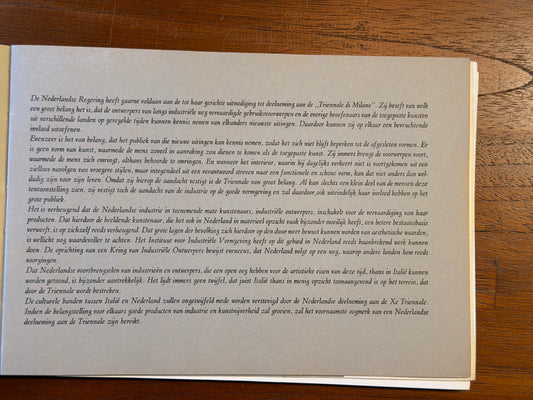 De Nederlandse Regering heeft gaarne voldaan aan de tot haar gerichte uitnodiging tot deelneming aan de „Triennale di Milano". Zij beseft van welk
een groot belang het is, dat de ontwerpers van langs industriële weg vervaardigde gebruiksvoorwerpen en de overige beoefenaars van de toegepaste kunsten
uit verschillende landen op geregelde tijden kunnen kennis nemen van elkanders nieuwste uitingen. Daardoor kunnen zij op elkaar een bevruchtende
invloed uitoefenen.
Evenzeer is het van belang, dat het publiek van die nieuwe uitingen kan kennis nemen, zodat het zich niet blijft beperken tot de afgesleten vormen. Er
is geen vorm van kunst, waarmede de mens zoveel in aanraking zou dienen te komen als de toegepaste kunst. Zij immers brengt de voorwerpen voort,
waarmede de mens zich omringt, althans behoorde te omringen. En wanneer het interieur, waarin hij dagelijks verkeert niet is voortgekomen uit een
zielloos navolgen van vroegere stijlen, maar integendeel uit een verantwoord streven naar een functionele en schone vorm, kan dat niet anders dan wel-
dadig zijn voor zijn leven. Omdat zij hierop de aandacht vestigt is de Triennale van groot belang. Al kan slechts een klein deel van de mensen deze
tentoonstelling zien, zij vestigt toch de aandacht van de industrie op de goede vormgeving en zal daardoor ook uiteindelijk haar invloed hebben op het
grote publiek.
Het is verheugend dat de Nederlandse industrie in toenemende mate kunstenaars, industriële ontwerpers, inschakelt voor de vervaardiging van haar
producten. Dat hierdoor de beeldende kunstenaar, die het ook in Nederland in materieel opzicht vaak bijzonder moeilijk heeft, een betere bestaansbasis
verwerft, is op zichzelf reeds verheugend. Dat grote lagen der bevolking zich hierdoor op den duur meer bewust kunnen worden van aesthetische waarden,
is wellicht nog waardevoller te achten. Het Instituut voor Industriële Vormgeving heeft op dit gebied in Nederland reeds baanbrekend werk kunnen
doen. De oprichting van een Kring van Industriële Ontwerpers bewijst eveneens, dat Nederland volgt op een weg, waarop andere landen hem reeds
voorgingen.
Dat Nederlandse voortbrengselen van industrieën en ontwerpers, die een open oog hebben voor de artistieke eisen van deze tijd, thans in Italië kunnen
worden getoond, is bijzonder aantrekkelijk. Het lijdt immers geen twijfel, dat juist Italië thans in menig opzicht toonaangevend is op het terrein, dat
door de Triennale wordt bestreken.
De culturele banden tussen Italië en Nederland zullen ongetwijfeld mede worden verstevigd door de Nederlandse deelneming aan de Xe Triennale.
Indien de belangstelling voor elkaars goede producten van industrie en kunstnijverheid zal groeien, zal het voornaamste oogmerk van een Nederlandse
deelneming aan de Triennale zijn bereikt.